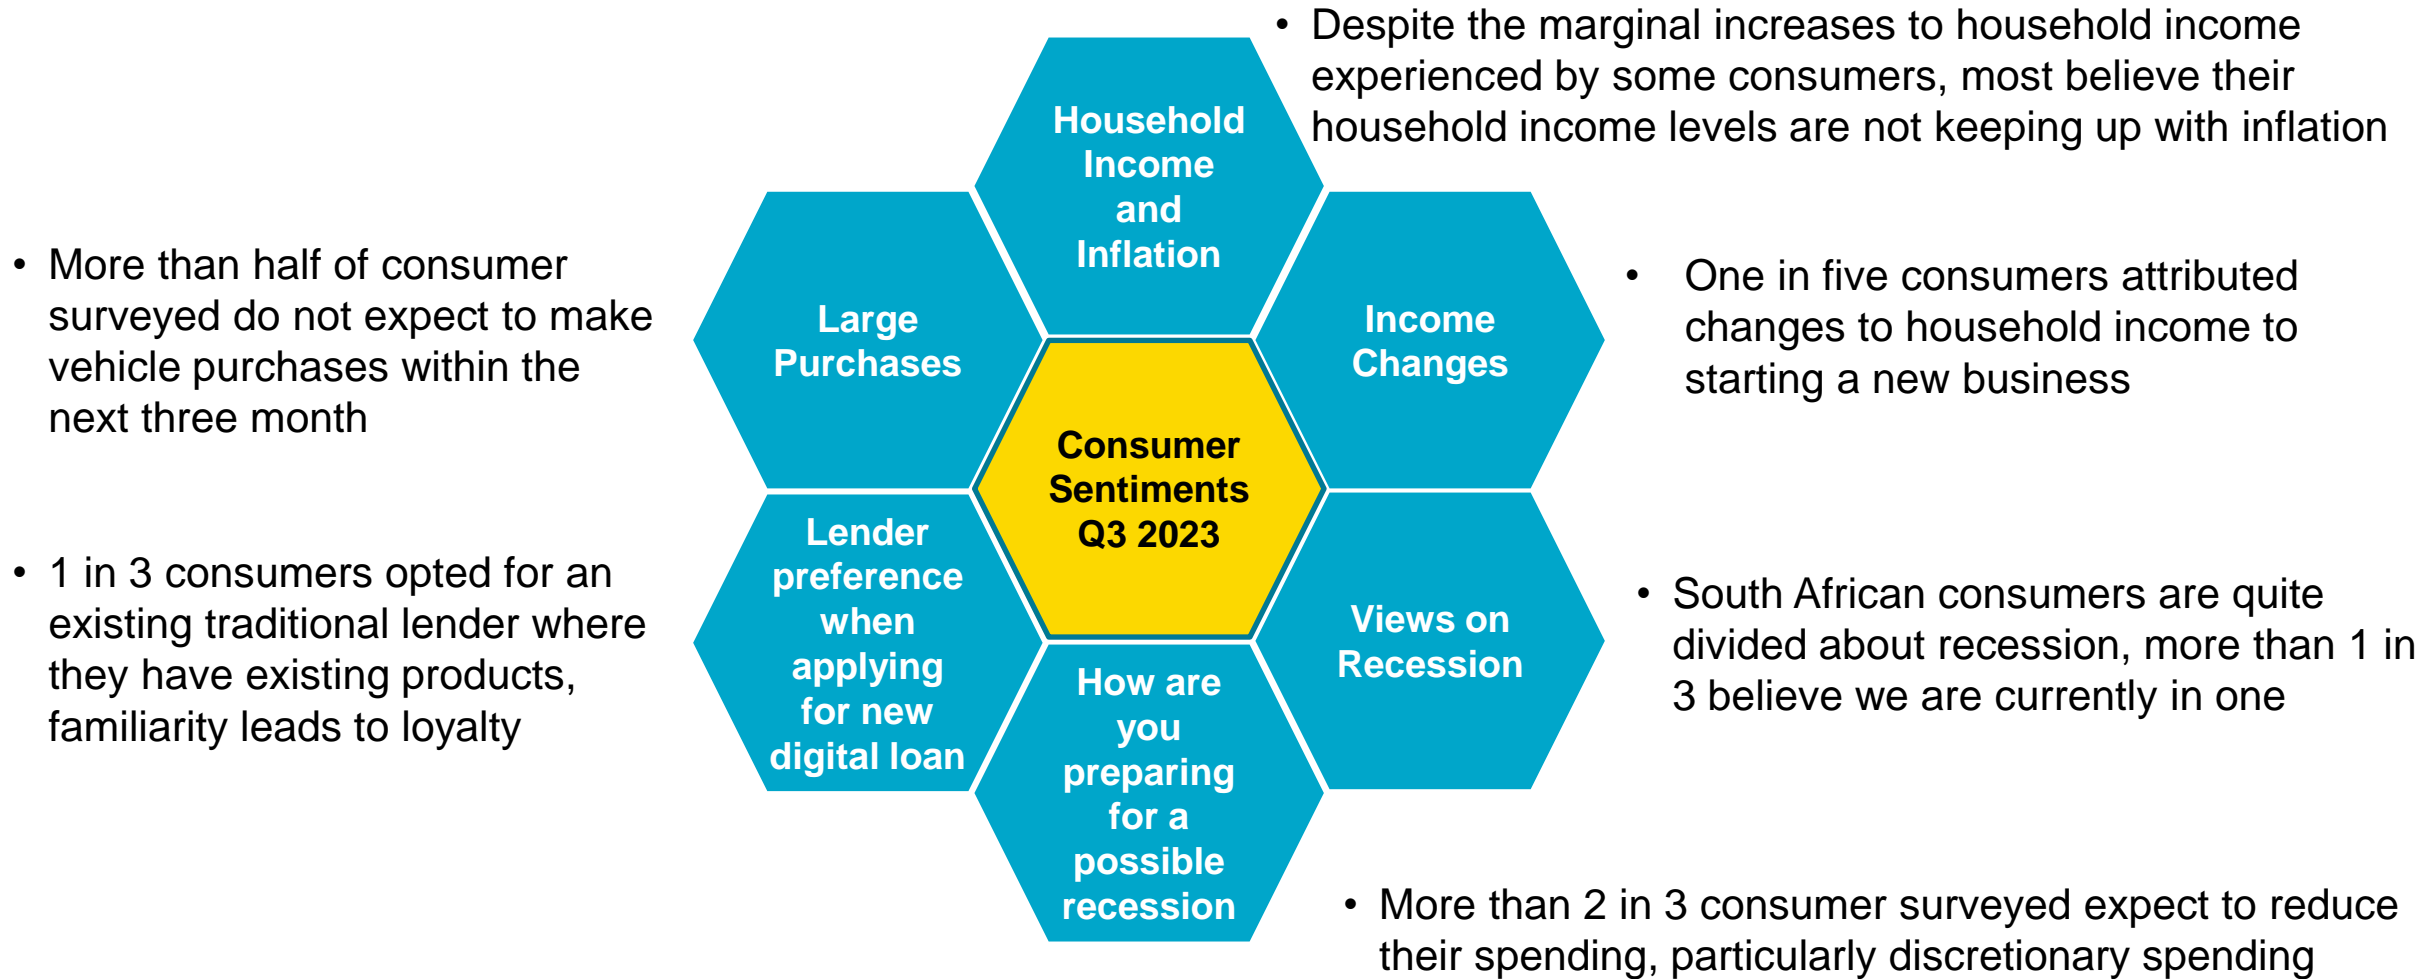 • Despite the marginal increases to household income
experienced by some consumers, most believe their
household income levels are not keeping up with inflation
Household
Income
and
Inflation
• More than half of consumer
surveyed do not expect to make
vehicle purchases within the
next three month
Large
Purchases
Income
Changes
• One in five consumers attributed
changes to household income to
starting a new business
Consumer
Sentiments
Q3 2023
• 1 in 3 consumers opted for an
existing traditional lender where
they have existing products,
familiarity leads to loyalty
Lender
preference
when
applying
for new
digital loan
Views on
Recession
• South African consumers are quite
divided about recession, more than 1 in
3 believe we are currently in one
How are
you
preparing
for a
possible
recession
• More than 2 in 3 consumer surveyed expect to reduce
their spending, particularly discretionary spending